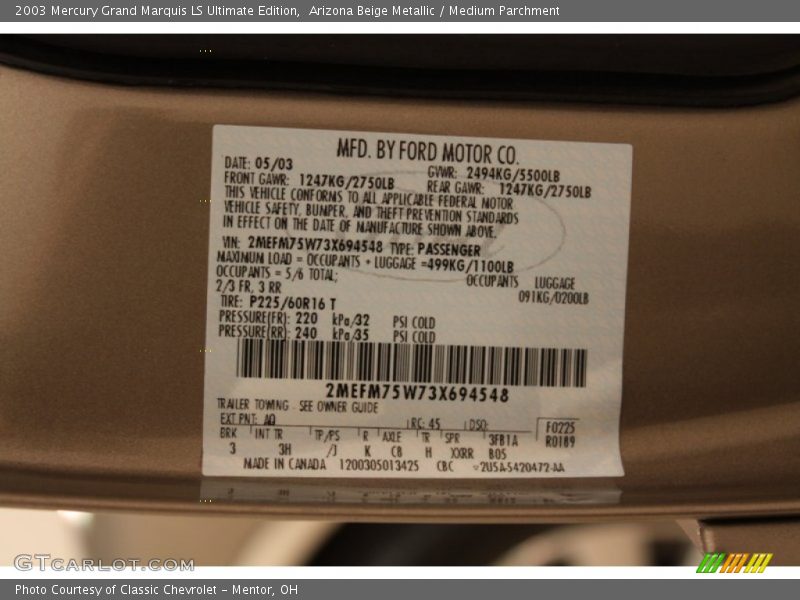 2003 Mercury Grand Marquis LS Ultimate Edition,  Arizona Beige Metallic / Medium Parchment
MFD. BY FORD MOTOR CO.
DATE: 05/03 GVWR: 2494KG/5500LB
FRONT GAWR: 1247KG/2750LB REAR GAWR: 1247KG/2750LB
THIS VEHICLE CONFORMS TO ALL APPLICABLE FEDERAL MOTOR
VEHICLE SAFETY, BUMPER, AND THEFT PREVENTION STANDARDS
IN EFFECT ON THE DATE OF MANUFACTURE SHOWN ABOVE.
VIN: 2MEFM75W73X694548 TYPE: PASSENGER
MAXIMUM LOAD = OCCUPANTS + LUGGAGE =499KG/1100LB
OCCUPANTS = 5/6 TOTAL; OCCUPANTS LUGGAGE
2/3 FR, 3 RR 091KG/0200LB
TIRE: P225/60R16 T
PRESSURE(FR): 220 kPa/32 PSI COLD
PRESSURE(RR): 240 kPa/35 PSI COLD
2MEFM75W73X694548
TRAILER TOWING - SEE OWNER GUIDE
EXT PNT: AQ RC: 45 DSO: F0225
BRK INT TR TP/PS R AXLE TR SPR 3FB1A R0189
3 3H /J K C8 H XXRR BOS
MADE IN CANADA 1200305013425 CBC 2U5A-5420472-AA
GTCARLOT.COM
Photo Courtesy of Classic Chevrolet - Mentor, OH